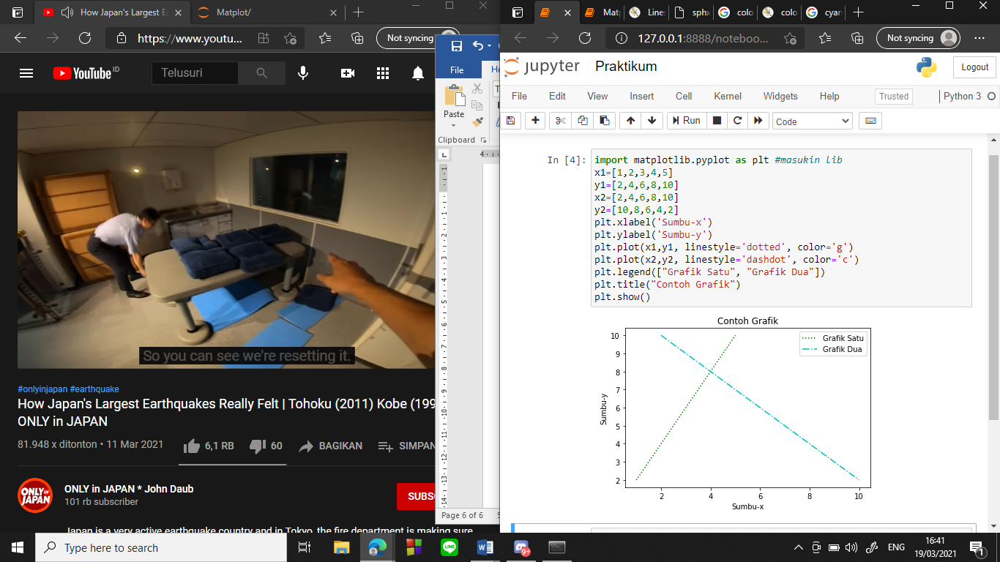 How Japan's Largest E
Matplot/
https://www.youtu...
Not syncing
YouTube ID
Telusuri
So you can see we're resetting it.
#onlyinjapan #earthquake
How Japan's Largest Earthquakes Really Felt | Tohoku (2011) Kobe (199
ONLY in JAPAN
81.948 x ditonton • 11 Mar 2021
6,1 RB
60
BAGIKAN
SIMPAN
ONLY in JAPAN
ONLY in JAPAN * John Daub
101 rb subscriber
SUBS
Japan is a very active earthquake country and in Tokyo, the fire department is making sure
File
Paste
Clipboard
Page 6 of 6
Mat
Line
sphx
colo
colo
cyar
127.0.0.1:8888/noteboo...
Not syncing
jupyter
Praktikum
Logout
File Edit View Insert Cell Kernel Widgets Help
Trusted
Python 3
Run
Code
In [4]:
import matplotlib.pyplot as plt #masukin lib
x1=[1,2,3,4,5]
y1=[2,4,6,8,10]
x2=[2,4,6,8,10]
y2=[10,8,6,4,2]
plt.xlabel('Sumbu-x')
plt.ylabel('Sumbu-y')
plt.plot(x1,y1, linestyle='dotted', color='g')
plt.plot(x2,y2, linestyle='dashdot', color='c')
plt.legend(["Grafik Satu", "Grafik Dua"])
plt.title("Contoh Grafik")
plt.show()
Contoh Grafik
Grafik Satu
Grafik Dua
10
9
8
7
6
5
4
3
2
Sumbu-y
2 4 6 8 10
Sumbu-x
Type here to search
LINE
9+
ENG
16:41
19/03/2021
1